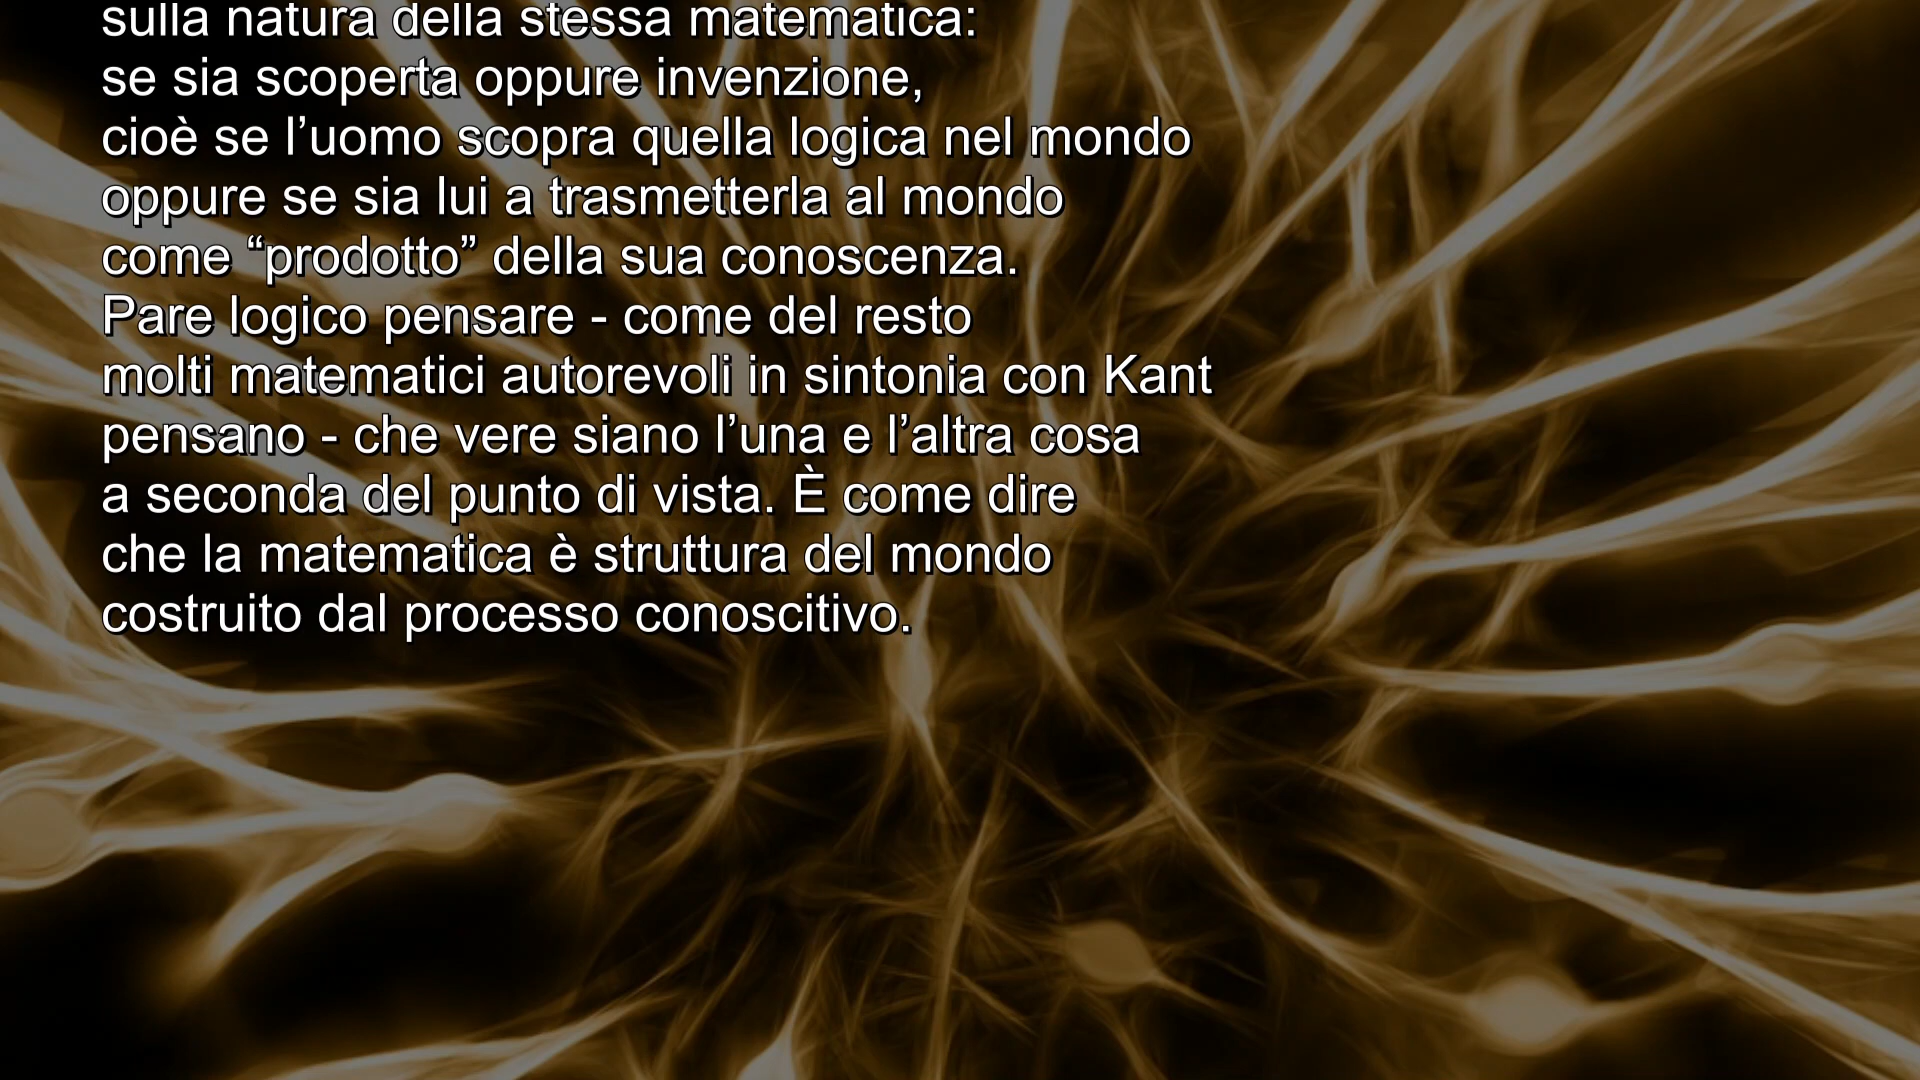 sulla natura della stessa matematica:
se sia scoperta oppure invenzione,
cioè se l’uomo scopra quella logica nel mondo
oppure se sia lui a trasmetterla al mondo
come “prodotto” della sua conoscenza.
Pare logico pensare - come del resto
molti matematici autorevoli in sintonia con Kant
pensano - che vere siano l’una e l’altra cosa
a seconda del punto di vista. È come dire
che la matematica è struttura del mondo
costruito dal processo conoscitivo.